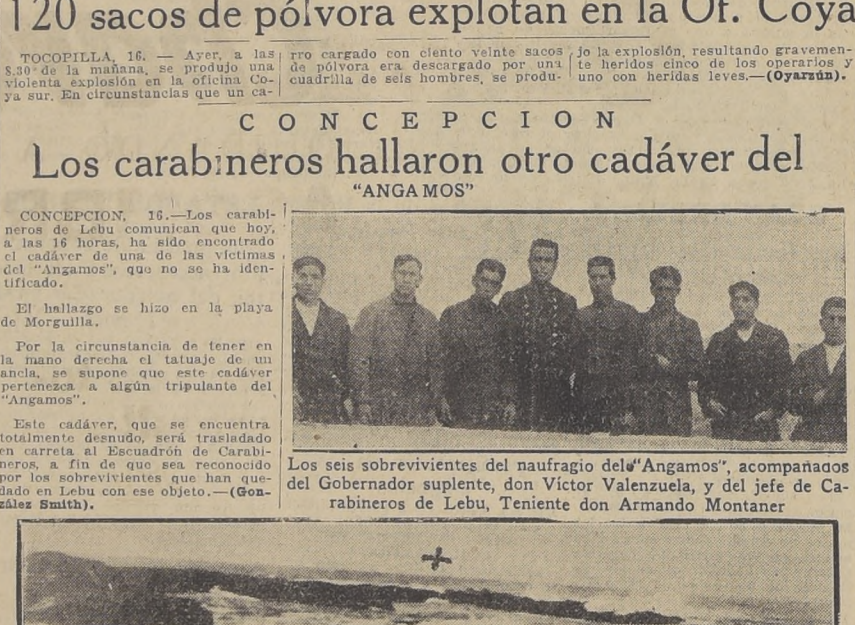 120 sacos de pólvora explotan en la Of. Coya
TOCOPILLA, 16. — Ayer, a las
8.30 de la mañana, se produjo una
violenta explosión en la oficina Co-
ya sur. En circunstancias que un ca-
rro cargado con ciento veinte sacos
de pólvora era descargado por una
cuadrilla de seis hombres, se produ-
jo la explosión, resultando gravemen-
te heridos cinco de los operarios y
uno con heridas leves.—(Oyarzún).
CONCEPCION
Los carabineros hallaron otro cadáver del
"ANGAMOS"
CONCEPCION, 16.—Los carabi-
neros de Lebu comunican que hoy,
a las 16 horas, ha sido encontrado
el cadáver de una de las víctimas
del "Angamos", que no se ha iden-
tificado.
El hallazgo se hizo en la playa
de Morguilla.
Por la circunstancia de tener en
la mano derecha el tatuaje de un
ancla, se supone que este cadáver
pertenezca a algún tripulante del
"Angamos".
Este cadáver, que se encuentra
totalmente desnudo, será trasladado
en carreta al Escuadrón de Carabi-
neros, a fin de que sea reconocido
por los sobrevivientes que han que-
dado en Lebu con ese objeto.—(Gon-
zález Smith).
Los seis sobrevivientes del naufragio del "Angamos", acompañados
del Gobernador suplente, don Víctor Valenzuela, y del jefe de Ca-
rabineros de Lebu, Teniente don Armando Montaner